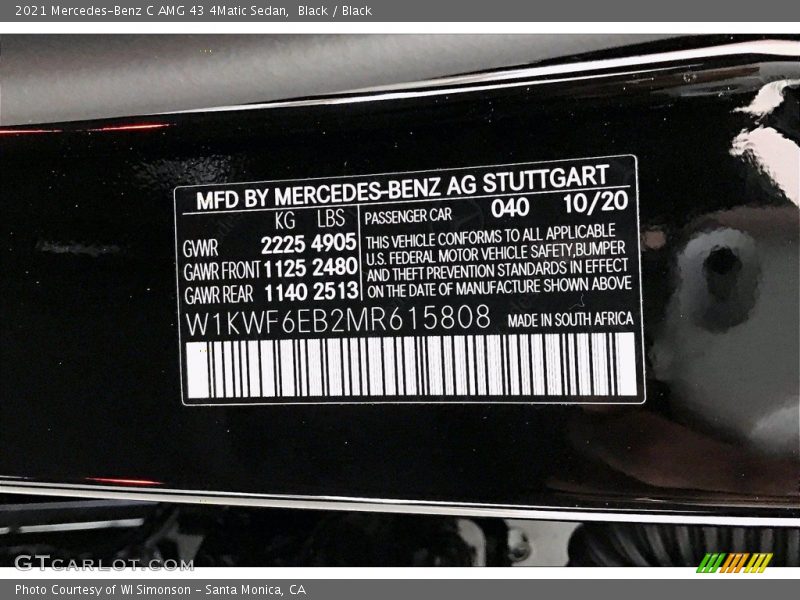 2021 Mercedes-Benz C AMG 43 4Matic Sedan, Black / Black
MFD BY MERCEDES-BENZ AG STUTTGART
KG LBS PASSENGER CAR 040 10/20
GVWR 2225 4905
GAWR FRONT 1125 2480
GAWR REAR 1140 2513
THIS VEHICLE CONFORMS TO ALL APPLICABLE
U.S. FEDERAL MOTOR VEHICLE SAFETY,BUMPER
AND THEFT PREVENTION STANDARDS IN EFFECT
ON THE DATE OF MANUFACTURE SHOWN ABOVE
W1KWF6EB2MR615808 MADE IN SOUTH AFRICA
GTCARLOT.COM
Photo Courtesy of WI Simonson - Santa Monica, CA